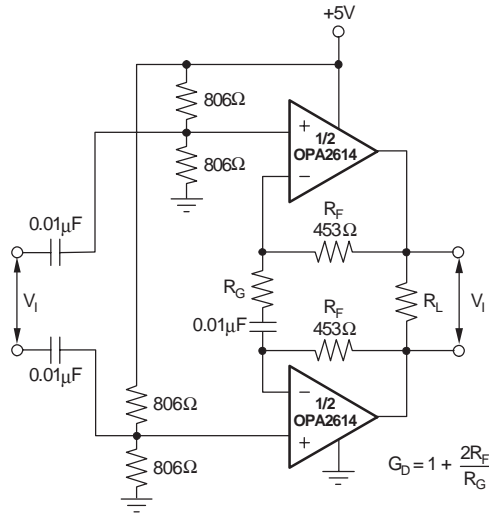 +5V
806Ω
806Ω
+
1/2
OPA2614
−
0.01μF
R_F
453Ω
V_I
R_G
R_L
V_I
0.01μF
R_F
453Ω
0.01μF
806Ω
−
1/2
OPA2614
+
806Ω
G_D = 1 + 2R_F / R_G